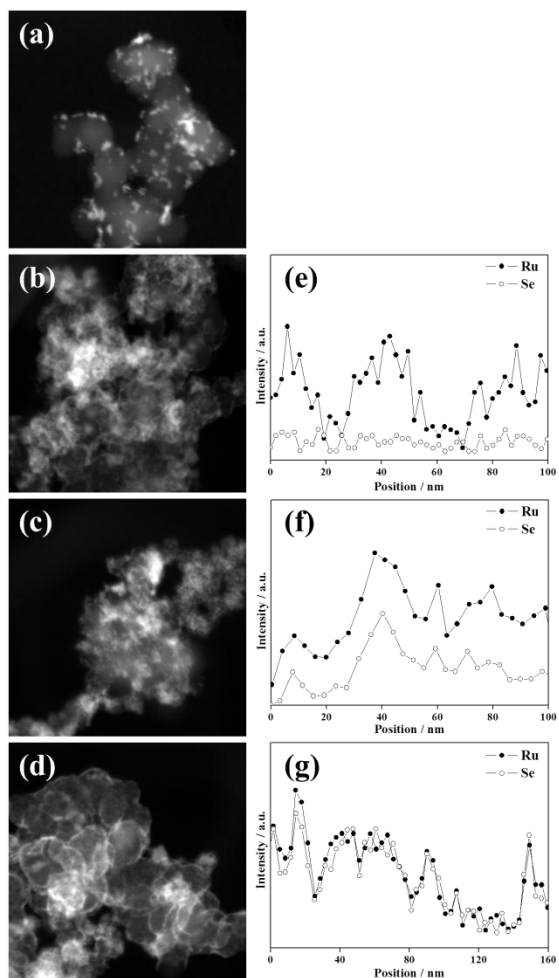 (a)
(b)
(c)
(d)
(e)
Ru
Se
Intensity / a.u.
0 20 40 60 80 100
Position / nm
(f)
Ru
Se
Intensity / a.u.
0 20 40 60 80 100
Position / nm
(g)
Ru
Se
Intensity / a.u.
0 40 80 120 160
Position / nm